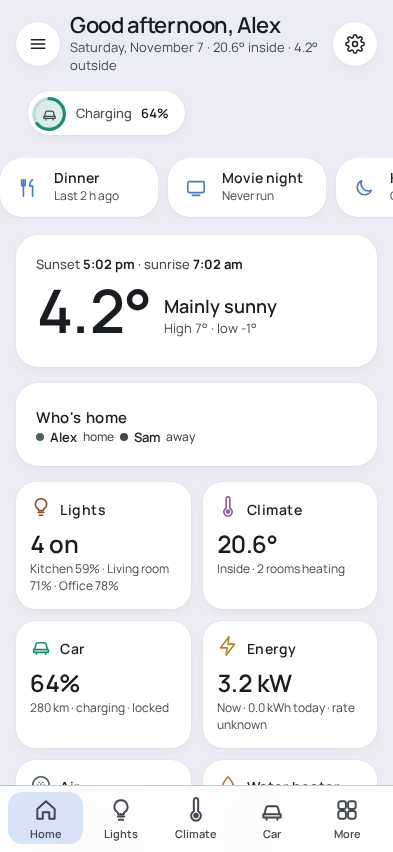 Good afternoon, Alex
Saturday, November 7 · 20.6° inside · 4.2°
outside
Charging 64%
Dinner
Last 2 h ago
Movie night
Never run
Sunset 5:02 pm · sunrise 7:02 am
4.2°
Mainly sunny
High 7° · low -1°
Who's home
Alex home Sam away
Lights
4 on
Kitchen 59% · Living room
71% · Office 78%
Climate
20.6°
Inside · 2 rooms heating
Car
64%
280 km · charging · locked
Energy
3.2 kW
Now · 0.0 kWh today · rate
unknown
Air
Water heater
Home
Lights
Climate
Car
More